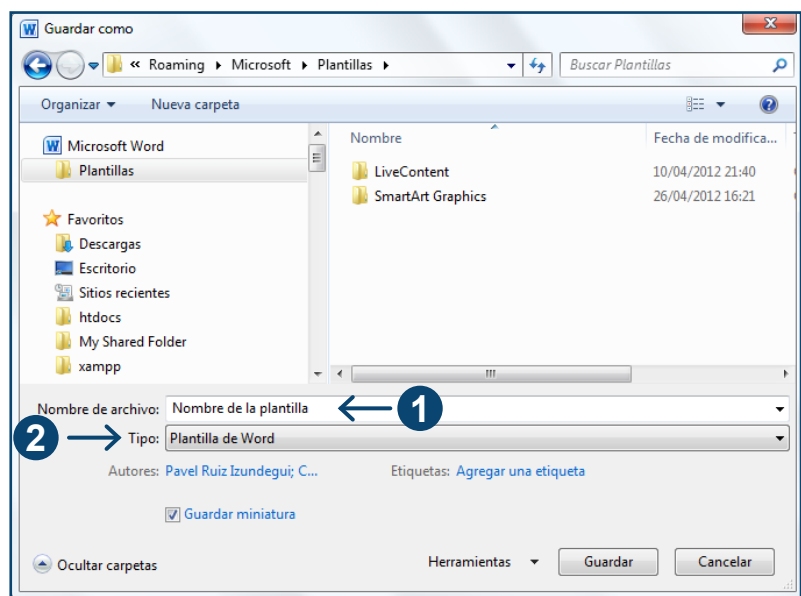 Guardar como
« Roaming Microsoft Plantillas Buscar Plantillas
Organizar Nueva carpeta
Microsoft Word
Plantillas
Favoritos
Descargas
Escritorio
Sitios recientes
htdocs
My Shared Folder
xampp
Nombre Fecha de modifica...
LiveContent 10/04/2012 21:40
SmartArt Graphics 26/04/2012 16:21
Nombre de archivo: Nombre de la plantilla 1
2 Tipo: Plantilla de Word
Autores: Pavel Ruiz Izundegui; C... Etiquetas: Agregar una etiqueta
Guardar miniatura
Ocultar carpetas Herramientas Guardar Cancelar